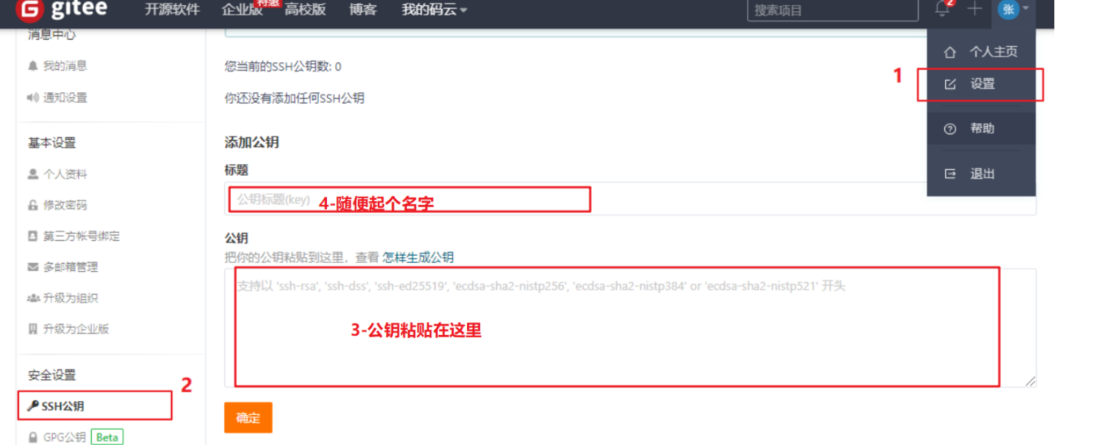 gitee
开源软件 企业版 特惠 高校版 博客 我的码云
搜索项目
2
张
消息中心
我的消息
通知设置
基本设置
个人资料
修改密码
第三方帐号绑定
多邮箱管理
升级为组织
升级为企业版
安全设置
SSH公钥
2
GPG公钥 Beta
您当前的SSH公钥数: 0
你还没有添加任何SSH公钥
添加公钥
标题
公钥标题(key) 4-随便起个名字
公钥
把你的公钥粘贴到这里，查看 怎样生成公钥
支持以 'ssh-rsa', 'ssh-dss', 'ssh-ed25519', 'ecdsa-sha2-nistp256', 'ecdsa-sha2-nistp384' or 'ecdsa-sha2-nistp521' 开头
3-公钥粘贴在这里
确定
个人主页
1
设置
帮助
退出